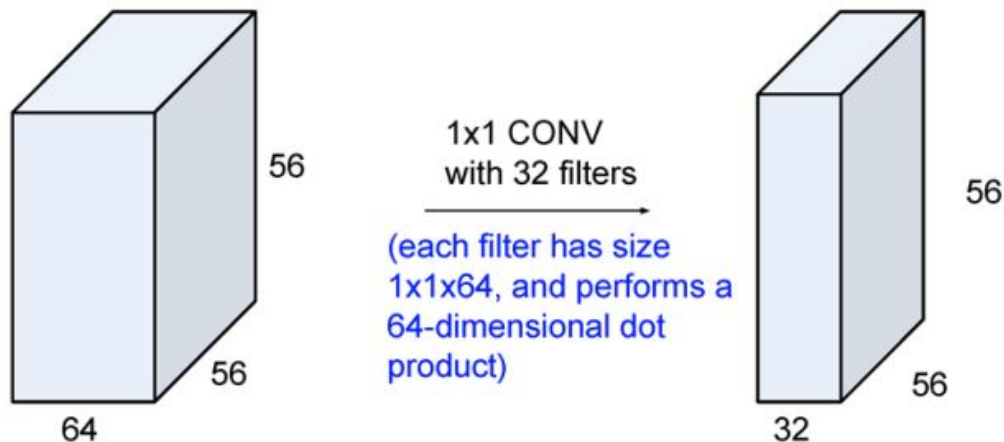 56
56
64
1x1 CONV
with 32 filters
(each filter has size
1x1x64, and performs a
64-dimensional dot
product)
56
56
32